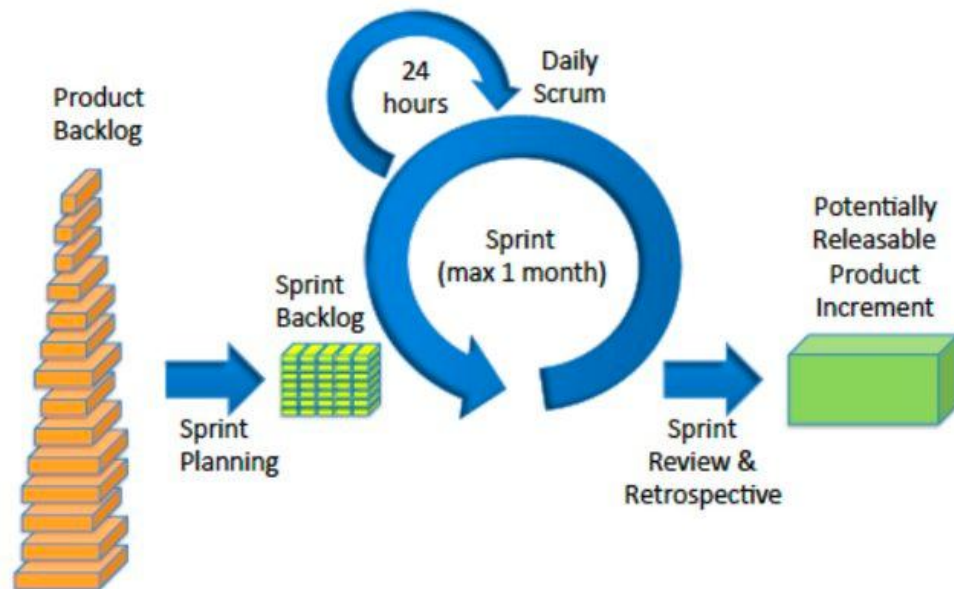 Product
Backlog
Sprint
Planning
Sprint
Backlog
24
hours
Daily
Scrum
Sprint
(max 1 month)
Sprint
Review &
Retrospective
Potentially
Releasable
Product
Increment